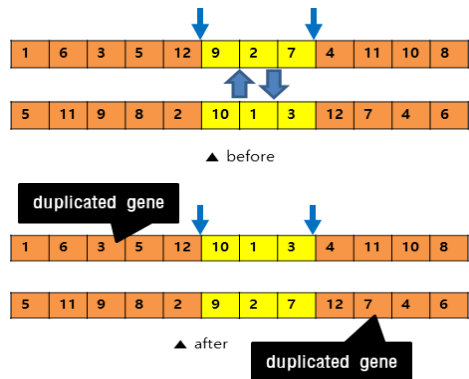 1 6 3 5 12 9 2 7 4 11 10 8
5 11 9 8 2 10 1 3 12 7 4 6
▲ before
duplicated gene
1 6 3 5 12 10 1 3 4 11 10 8
5 11 9 8 2 9 2 7 12 7 4 6
▲ after
duplicated gene